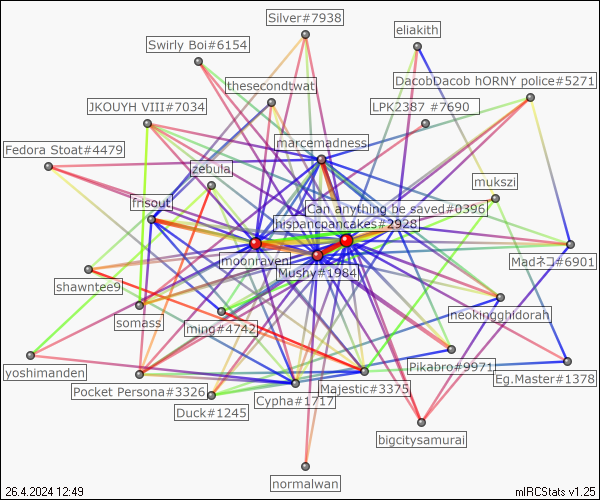 Silver#7938
eliakith
Swirly Boi#6154
DacobDacob hORNY police#5271
thesecondtwat
JKOUYH VIII#7034
LPK2387 #7690
marcemadness
Fedora Stoat#4479
zebula
mukszi
frisout
Can anything be saved#0396
hispancpancakes#2928
moonraven
Madネコ#6901
Mushy#1984
shawntee9
somass
neokingghidorah
ming#4742
yoshimanden
Pikabro#9971
Eg.Master#1378
Pocket Persona#3326
Majestic#3375
Cypha#1717
Duck#1245
bigcitysamurai
normalwan
26.4.2024 12:49
mIRCStats v1.25